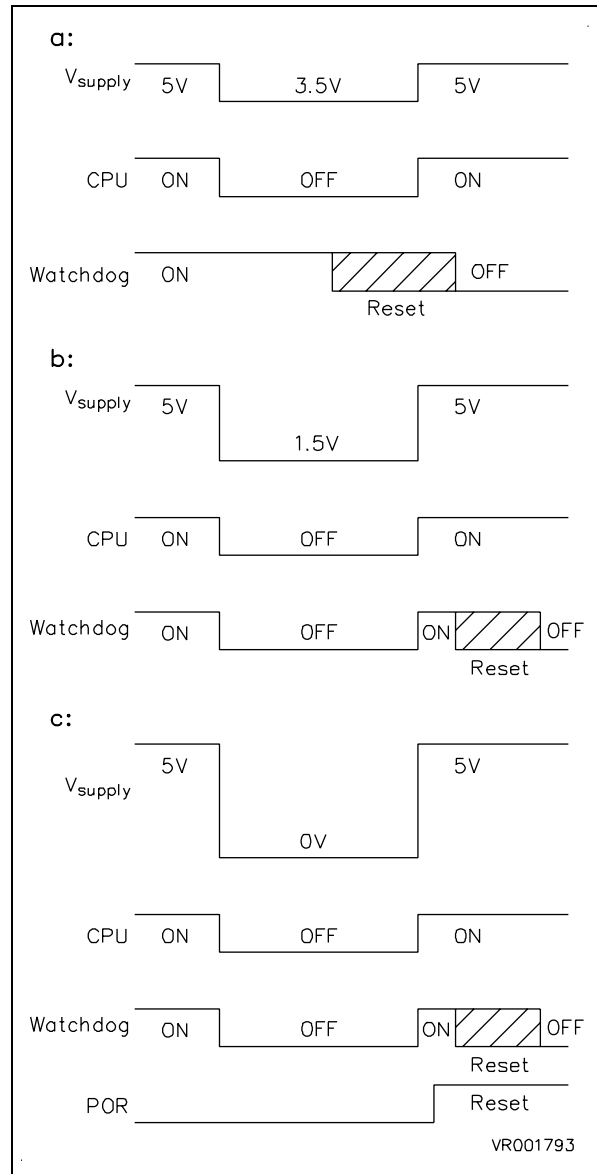 a:
Vsupply 5V 3.5V 5V
CPU ON OFF ON
Watchdog ON OFF
Reset
b:
Vsupply 5V 5V
1.5V
CPU ON OFF ON
Watchdog ON OFF ON OFF
Reset
c:
5V 5V
Vsupply
0V
CPU ON OFF ON
Watchdog ON OFF ON OFF
Reset
POR Reset
VR001793